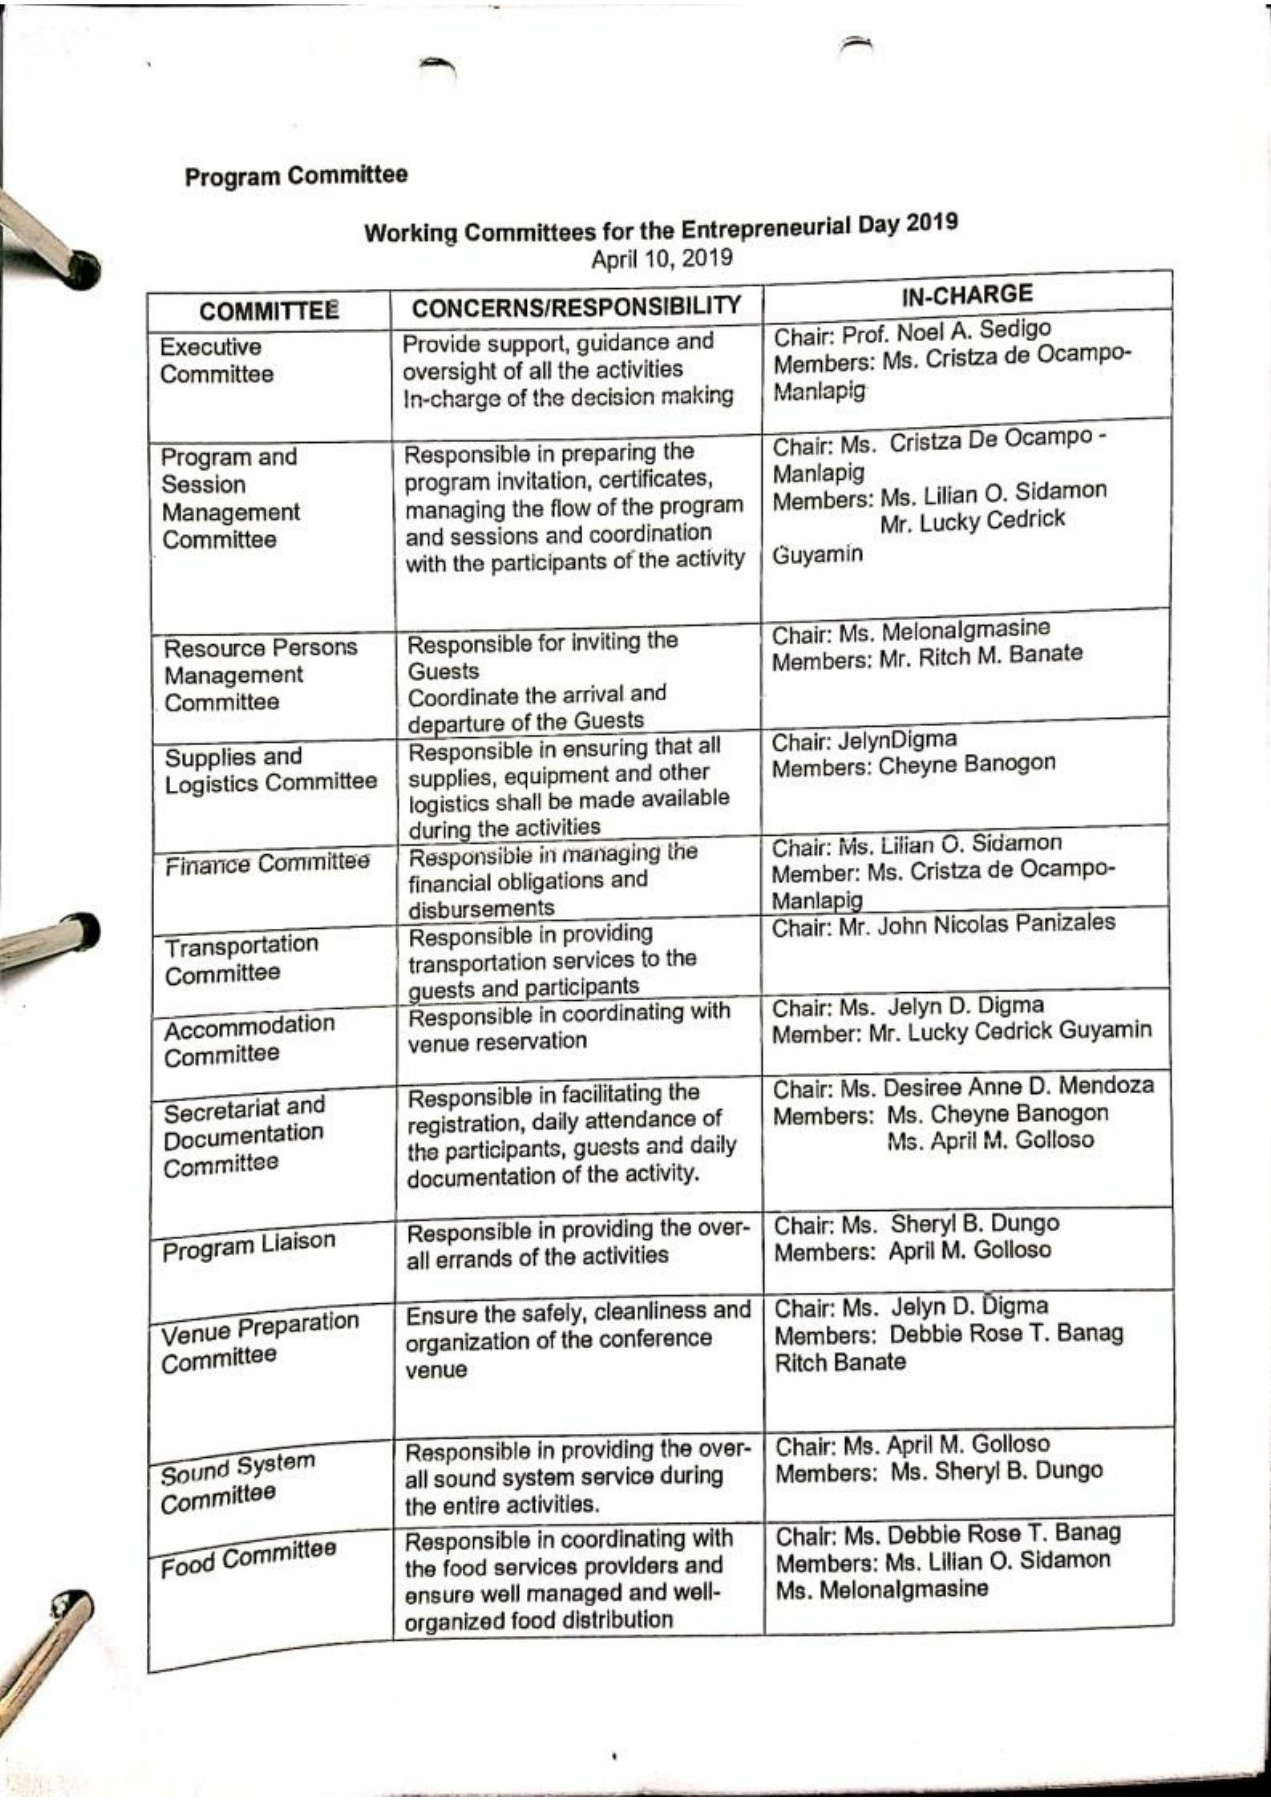 Program Committee
Working Committees for the Entrepreneurial Day 2019
April 10, 2019
COMMITTEE
CONCERNS/RESPONSIBILITY
IN-CHARGE
Executive
Committee
Provide support, guidance and
oversight of all the activities
In-charge of the decision making
Chair: Prof. Noel A. Sedigo
Members: Ms. Cristza de Ocampo-
Manlapig
Program and
Session
Management
Committee
Responsible in preparing the
program invitation, certificates,
managing the flow of the program
and sessions and coordination
with the participants of the activity
Chair: Ms. Cristza De Ocampo -
Manlapig
Members: Ms. Lilian O. Sidamon
Mr. Lucky Cedrick
Guyamin
Resource Persons
Management
Committee
Responsible for inviting the
Guests
Coordinate the arrival and
departure of the Guests
Chair: Ms. Melonalgmasine
Members: Mr. Ritch M. Banate
Supplies and
Logistics Committee
Responsible in ensuring that all
supplies, equipment and other
logistics shall be made available
during the activities
Chair: JelynDigma
Members: Cheyne Banogon
Finance Committee
Responsible in managing the
financial obligations and
disbursements
Chair: Ms. Lilian O. Sidamon
Member: Ms. Cristza de Ocampo-
Manlapig
Transportation
Committee
Responsible in providing
transportation services to the
guests and participants
Chair: Mr. John Nicolas Panizales
Accommodation
Committee
Responsible in coordinating with
venue reservation
Chair: Ms. Jelyn D. Digma
Member: Mr. Lucky Cedrick Guyamin
Secretariat and
Documentation
Committee
Responsible in facilitating the
registration, daily attendance of
the participants, guests and daily
documentation of the activity.
Chair: Ms. Desiree Anne D. Mendoza
Members: Ms. Cheyne Banogon
Ms. April M. Golloso
Program Liaison
Responsible in providing the over-
all errands of the activities
Chair: Ms. Sheryl B. Dungo
Members: April M. Golloso
Venue Preparation
Committee
Ensure the safely, cleanliness and
organization of the conference
venue
Chair: Ms. Jelyn D. Digma
Members: Debbie Rose T. Banag
Ritch Banate
Sound System
Committee
Responsible in providing the over-
all sound system service during
the entire activities.
Chair: Ms. April M. Golloso
Members: Ms. Sheryl B. Dungo
Food Committee
Responsible in coordinating with
the food services providers and
ensure well managed and well-
organized food distribution
Chair: Ms. Debbie Rose T. Banag
Members: Ms. Lilian O. Sidamon
Ms. Melonalgmasine